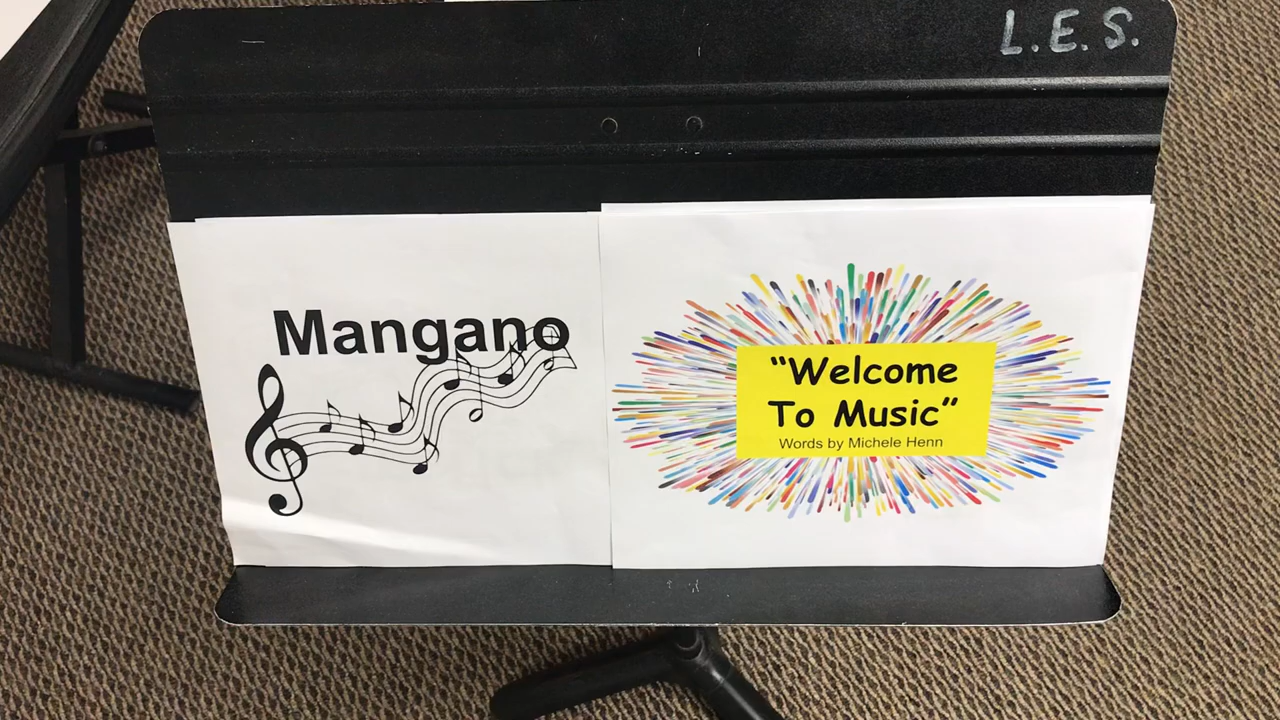 L.E.S.
Mangano
“Welcome
To Music”
Words by Michele Henn